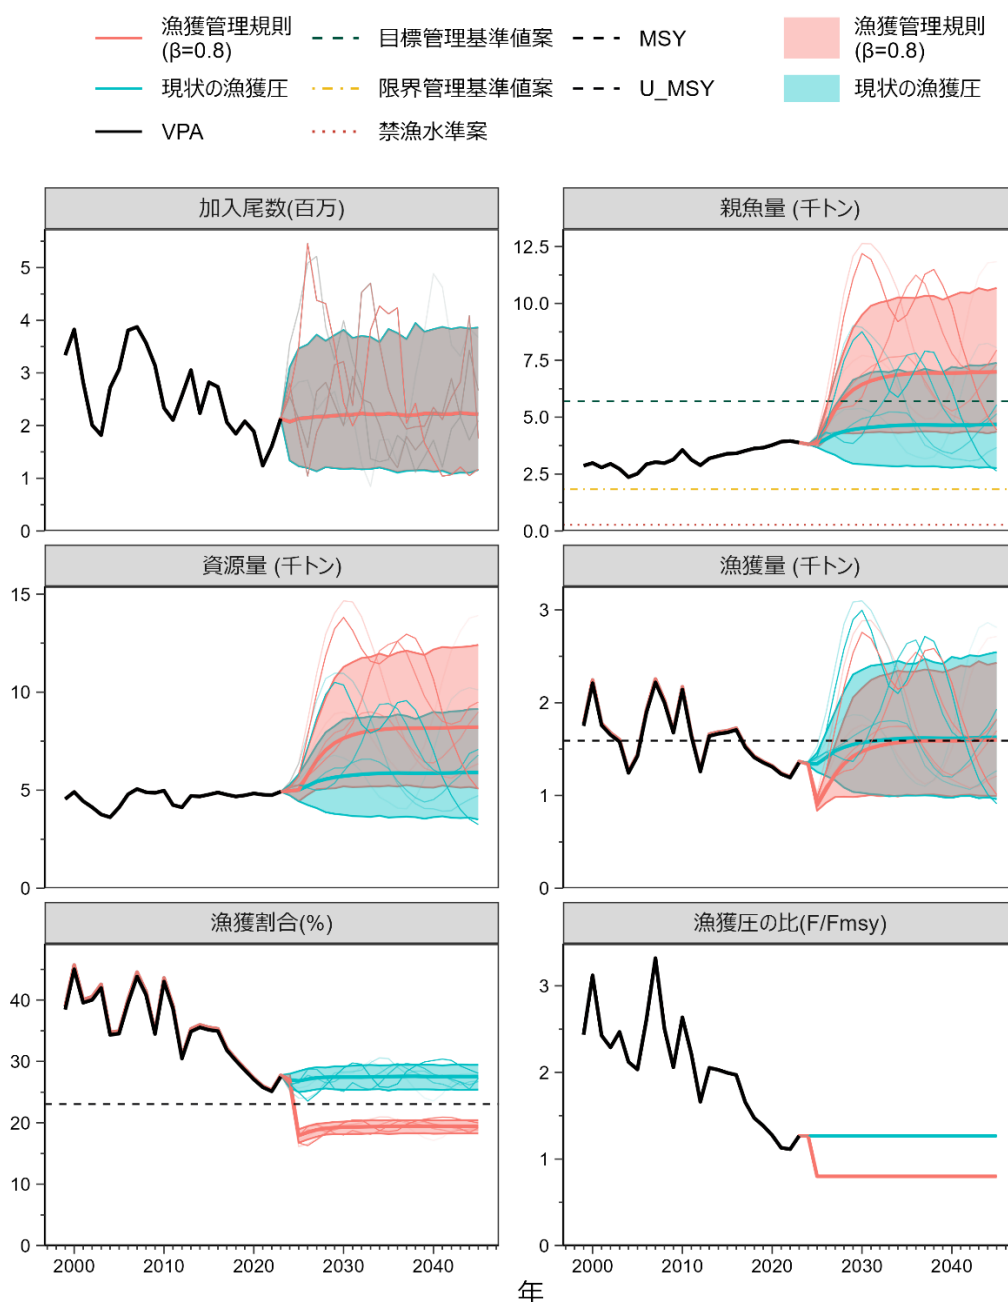 漁獲管理規則
(β=0.8)
目標管理基準値案
MSY
漁獲管理規則
(β=0.8)
現状の漁獲圧
限界管理基準値案
U_MSY
現状の漁獲圧
VPA
禁漁水準案
加入尾数(百万)
5
4
3
2
1
0
親魚量 (千トン)
12.5
10.0
7.5
5.0
2.5
0.0
資源量 (千トン)
15
10
5
0
漁獲量 (千トン)
3
2
1
0
漁獲割合(%)
40
30
20
10
0
2000 2010 2020 2030 2040
漁獲圧の比(F/Fmsy)
3
2
1
0
2000 2010 2020 2030 2040
年